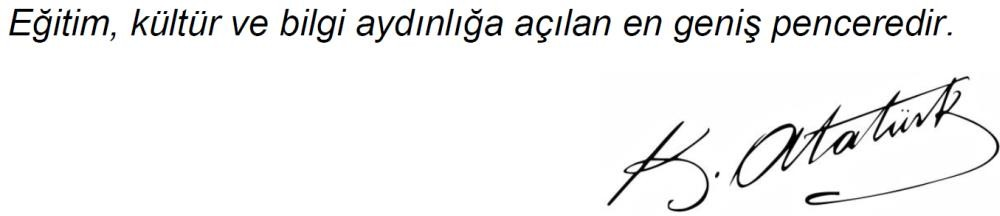 Eğitim, kültür ve bilgi aydınlığa açılan en geniş penceredir.
K. Atatürk